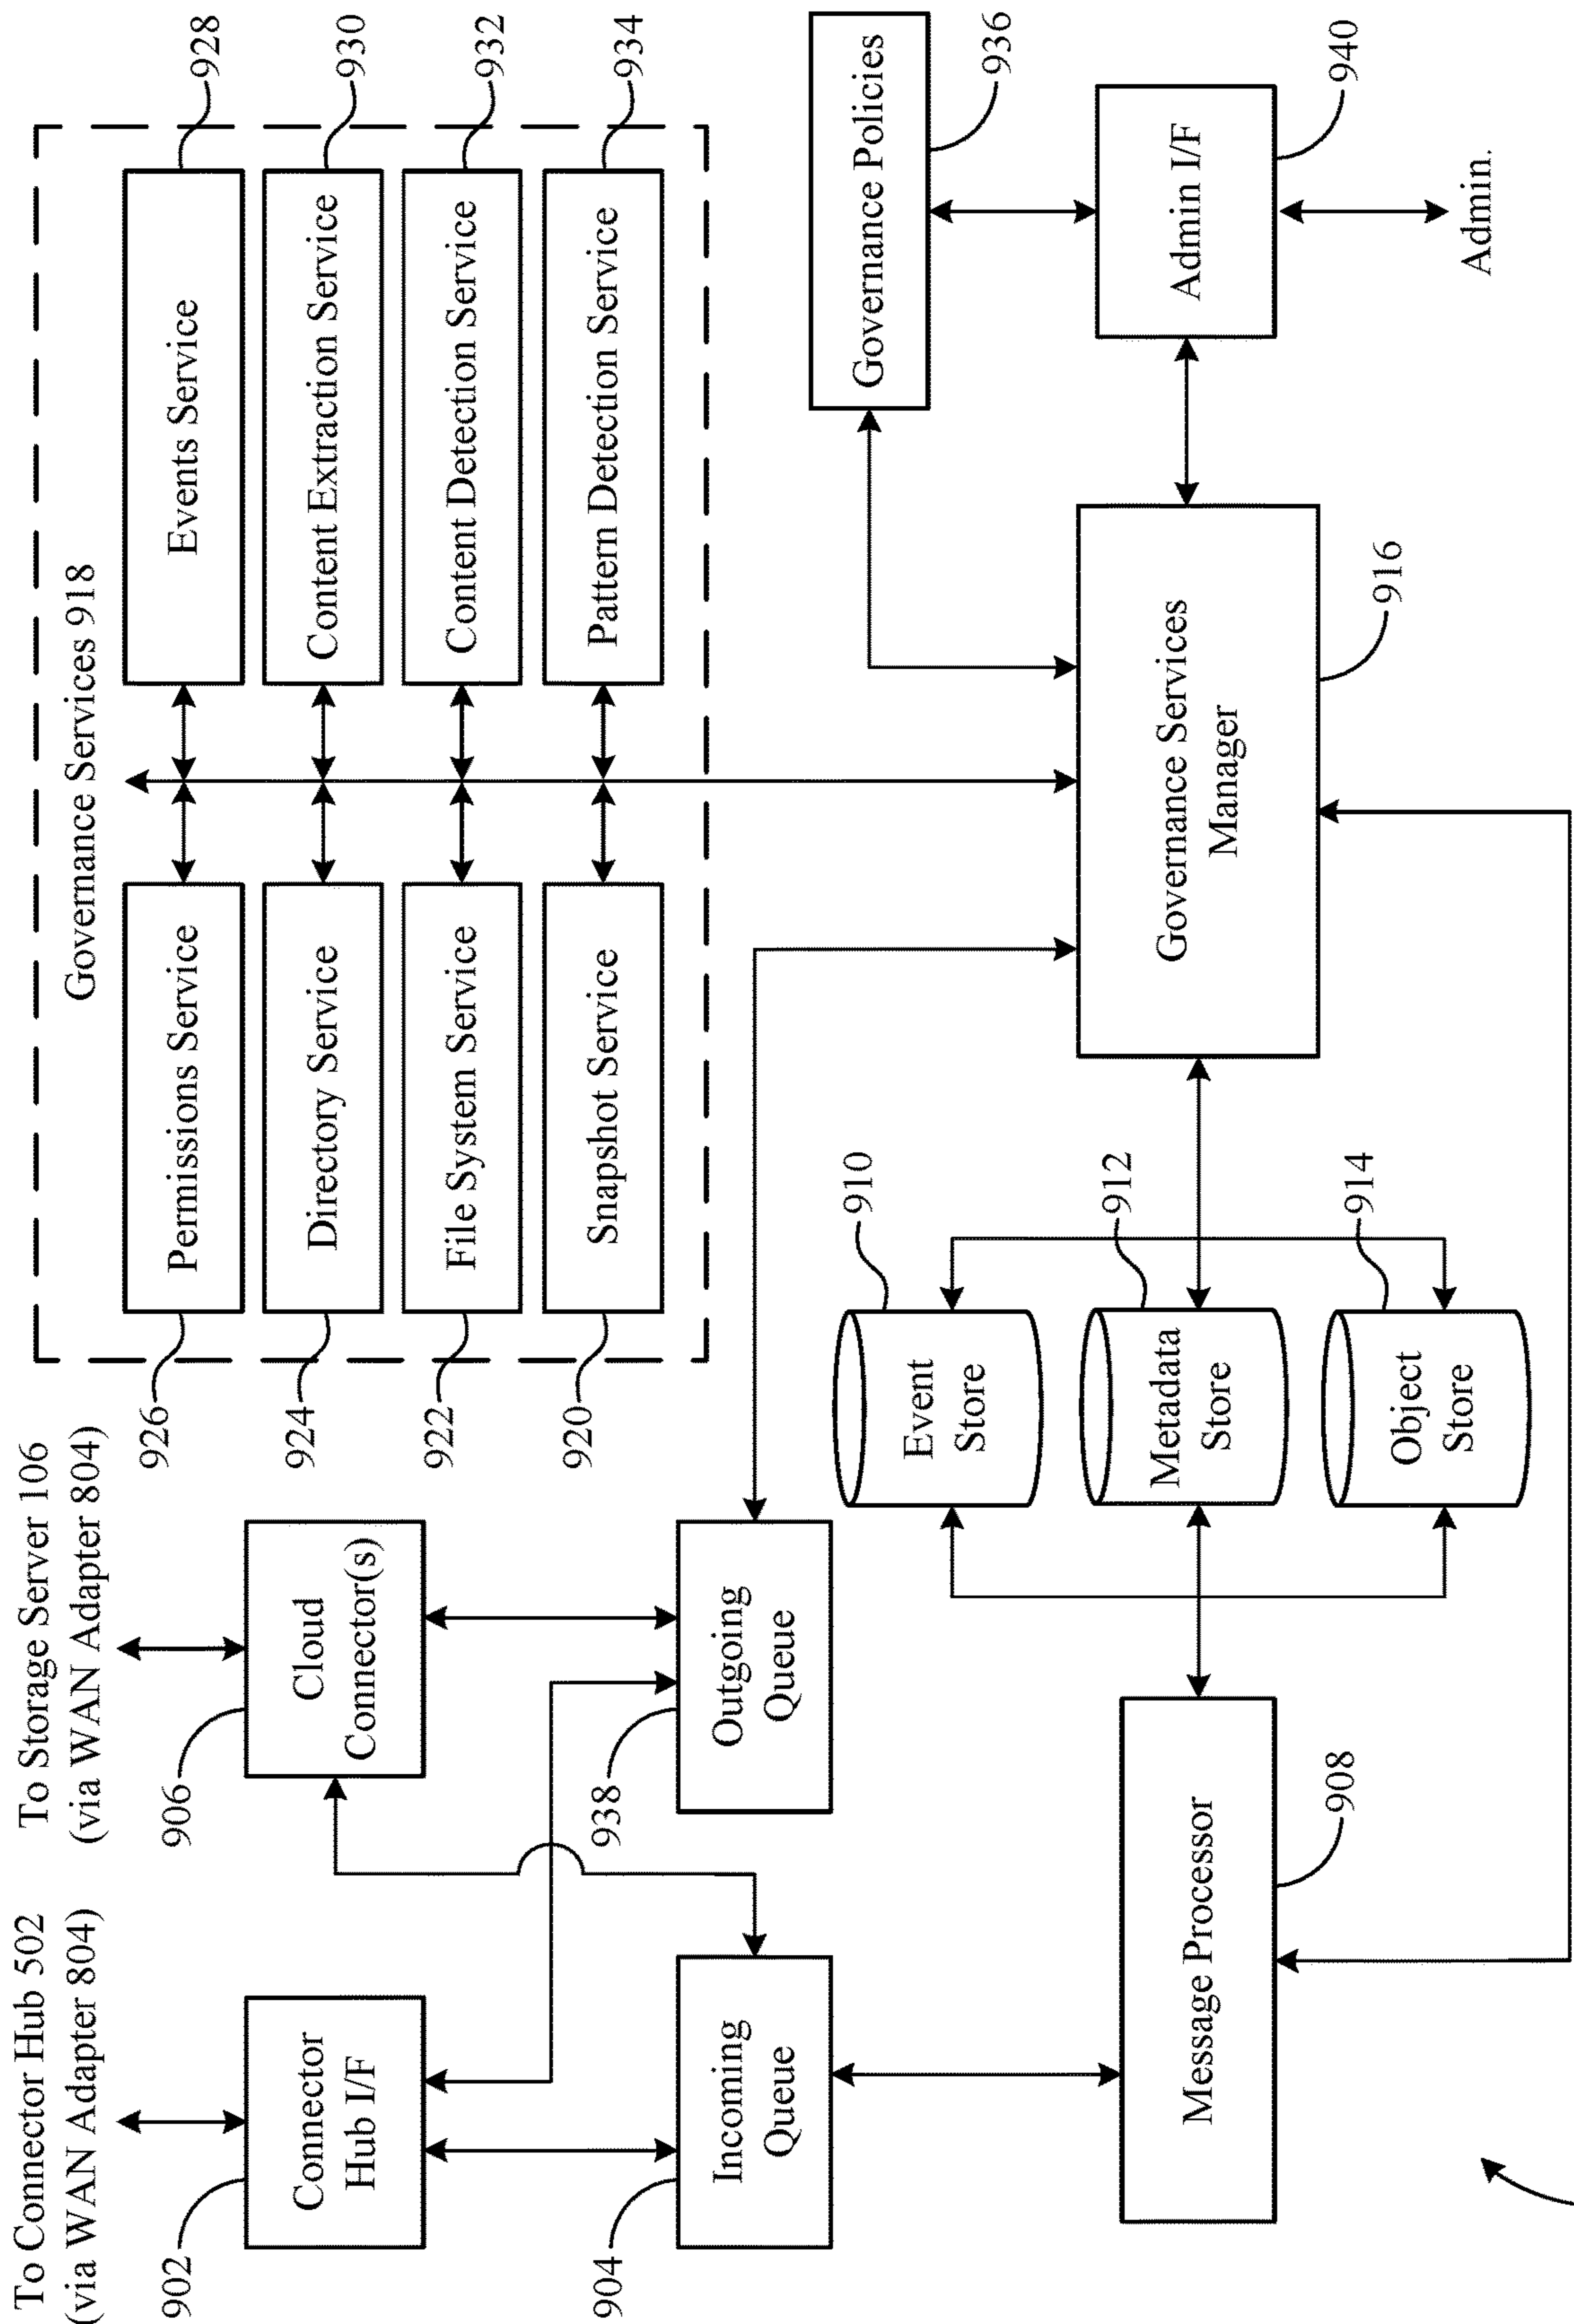 To Connector Hub 502
(via WAN Adapter 804)
To Storage Server 106
(via WAN Adapter 804)
Governance Services 918
902
Connector
Hub I/F
906
Cloud
Connector(s)
926
Permissions Service
Events Service
928
924
Directory Service
Content Extraction Service
930
922
File System Service
Content Detection Service
932
920
Snapshot Service
Pattern Detection Service
934
904
Incoming
Queue
938
Outgoing
Queue
910
Event
Store
Governance Policies
936
Message Processor
908
912
Metadata
Store
Governance Services
Manager
916
Admin I/F
940
914
Object
Store
Admin.